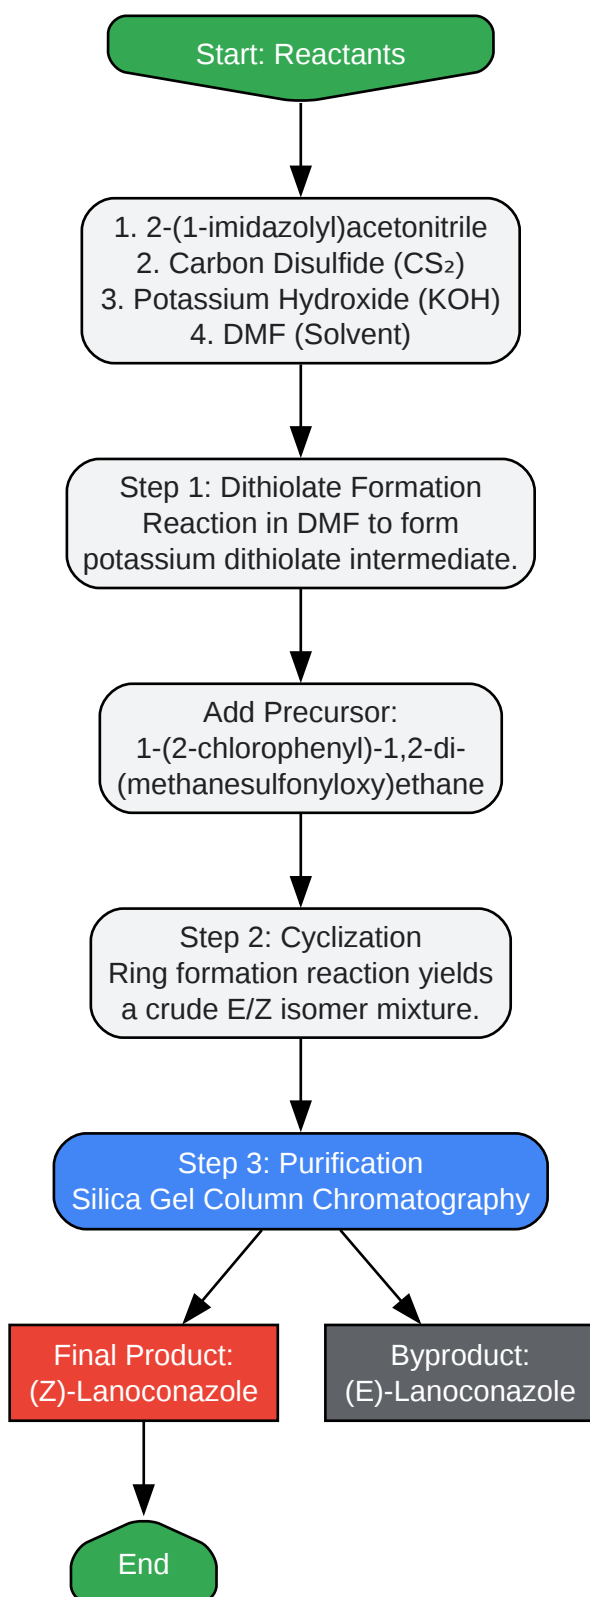 Start: Reactants
1. 2-(1-imidazolyl)acetonitrile
2. Carbon Disulfide (CS₂)
3. Potassium Hydroxide (KOH)
4. DMF (Solvent)
Step 1: Dithiolate Formation
Reaction in DMF to form
potassium dithiolate intermediate.
Add Precursor:
1-(2-chlorophenyl)-1,2-di-
(methanesulfonyloxy)ethane
Step 2: Cyclization
Ring formation reaction yields
a crude E/Z isomer mixture.
Step 3: Purification
Silica Gel Column Chromatography
Final Product:
(Z)-Lanoconazole
Byproduct:
(E)-Lanoconazole
End